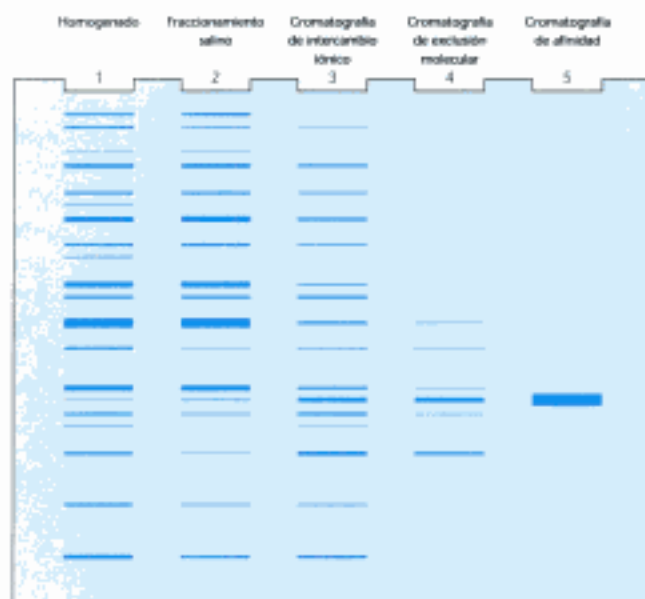 Homogenado
Fraccionamiento
salino
Cromatografía
de intercambio
iónico
Cromatografía
de exclusión
molecular
Cromatografía
de afinidad
1
2
3
4
5